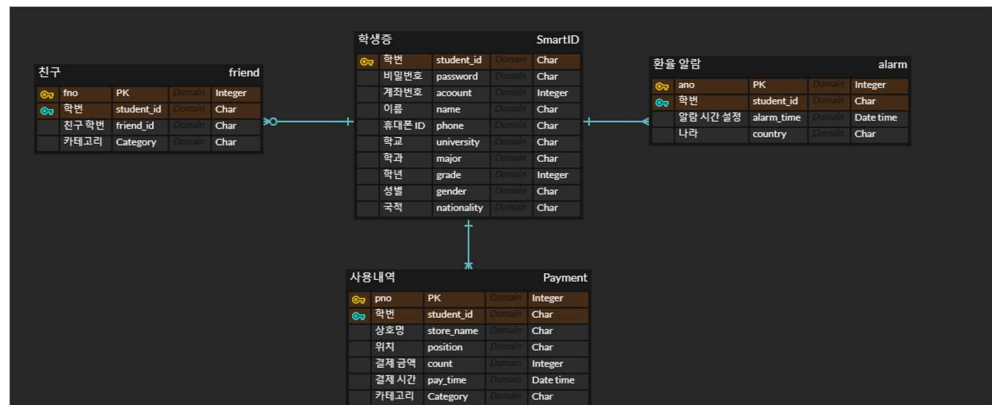 학생증 SmartID
학번 student_id Domain Char
비밀번호 password Domain Char
계좌번호 acoount Domain Integer
이름 name Domain Char
휴대폰 ID phone Domain Char
학교 university Domain Char
학과 major Domain Char
학년 grade Domain Integer
성별 gender Domain Char
국적 nationality Domain Char
친구 friend
fno PK Domain Integer
학번 student_id Domain Char
친구 학번 friend_id Domain Char
카테고리 Category Domain Char
환율 알람 alarm
ano PK Domain Integer
학번 student_id Domain Char
알람 시간 설정 alarm_time Domain Date time
나라 country Domain Char
사용내역 Payment
pno PK Domain Integer
학번 student_id Domain Char
상호명 store_name Domain Char
위치 position Domain Char
결제 금액 count Domain Integer
결제 시간 pay_time Domain Date time
카테고리 Category Domain Char